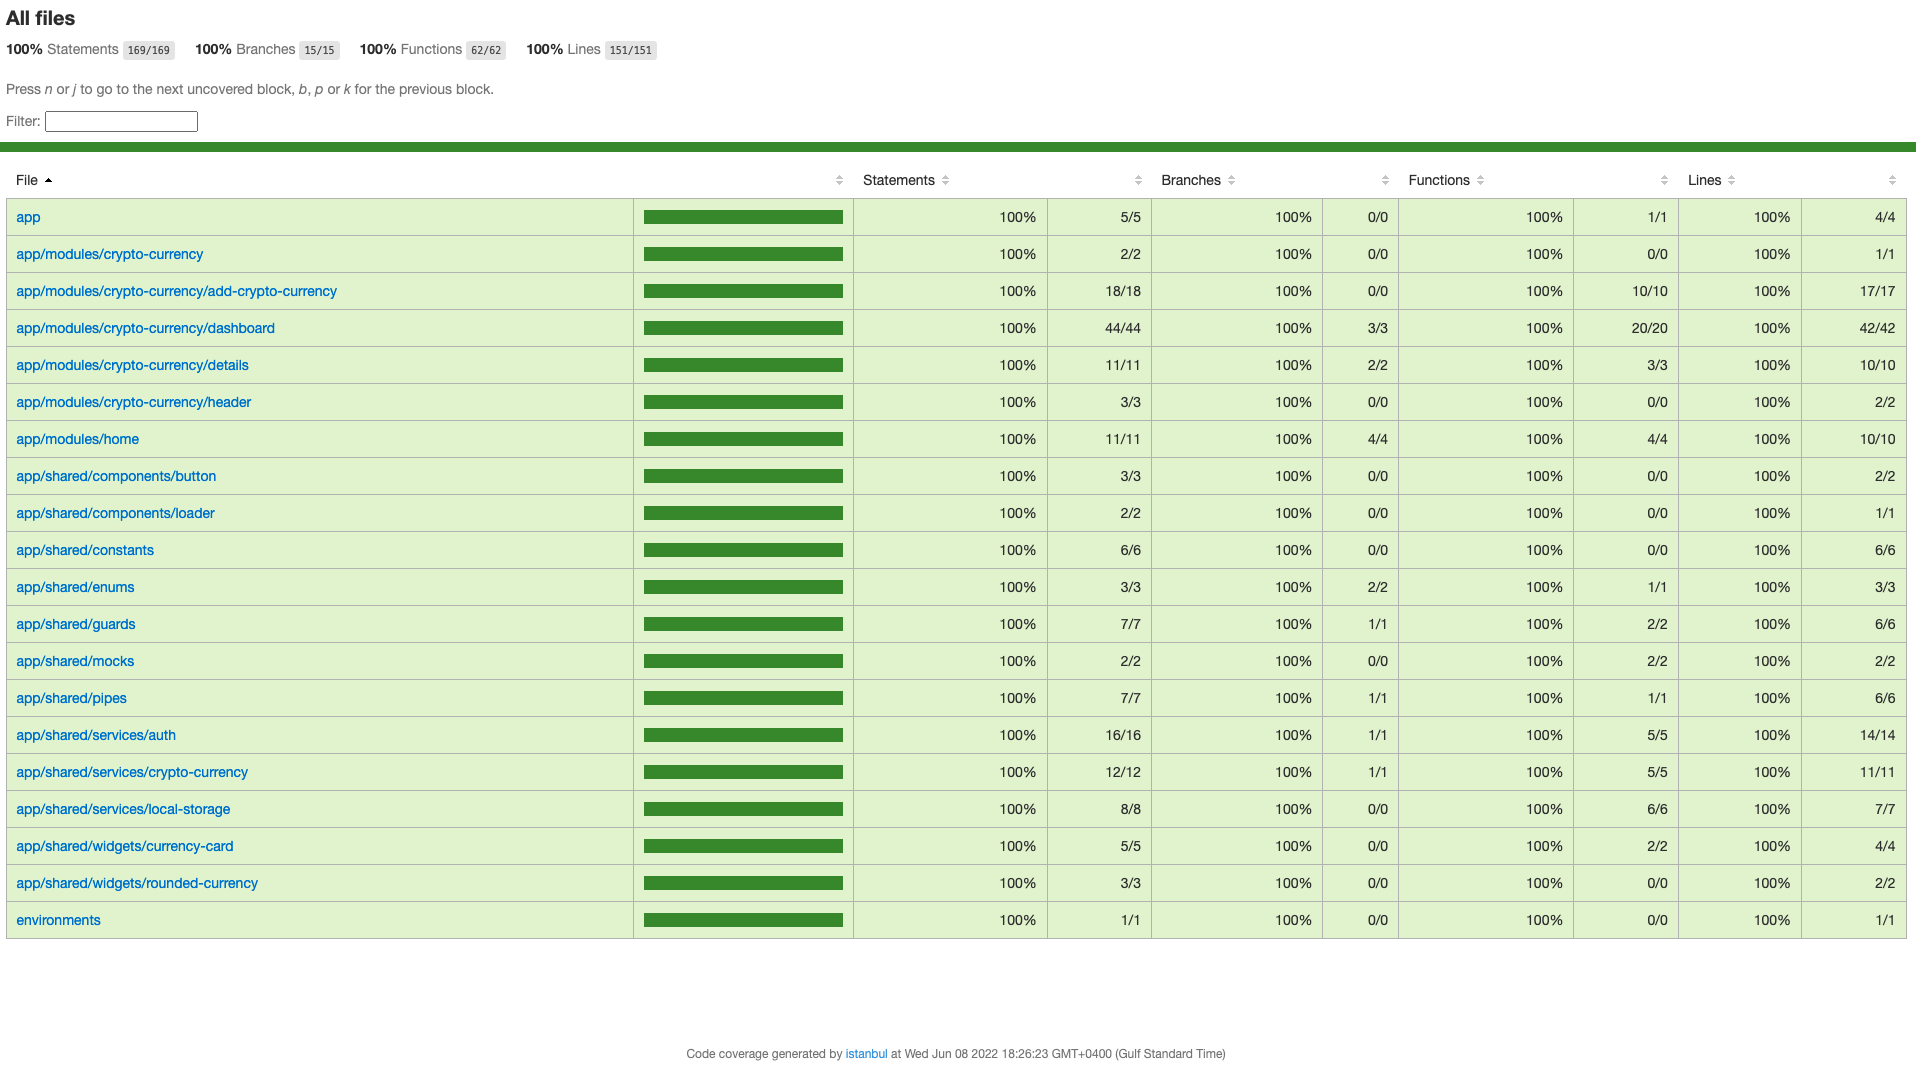 All files
100% Statements 169/169 100% Branches 15/15 100% Functions 62/62 100% Lines 151/151
Press n or j to go to the next uncovered block, b, p or k for the previous block.
Filter:
File Statements Branches Functions Lines
app 100% 5/5 100% 0/0 100% 1/1 100% 4/4
app/modules/crypto-currency 100% 2/2 100% 0/0 100% 0/0 100% 1/1
app/modules/crypto-currency/add-crypto-currency 100% 18/18 100% 0/0 100% 10/10 100% 17/17
app/modules/crypto-currency/dashboard 100% 44/44 100% 3/3 100% 20/20 100% 42/42
app/modules/crypto-currency/details 100% 11/11 100% 2/2 100% 3/3 100% 10/10
app/modules/crypto-currency/header 100% 3/3 100% 0/0 100% 0/0 100% 2/2
app/modules/home 100% 11/11 100% 4/4 100% 4/4 100% 10/10
app/shared/components/button 100% 3/3 100% 0/0 100% 0/0 100% 2/2
app/shared/components/loader 100% 2/2 100% 0/0 100% 0/0 100% 1/1
app/shared/constants 100% 6/6 100% 0/0 100% 0/0 100% 6/6
app/shared/enums 100% 3/3 100% 2/2 100% 1/1 100% 3/3
app/shared/guards 100% 7/7 100% 1/1 100% 2/2 100% 6/6
app/shared/mocks 100% 2/2 100% 0/0 100% 2/2 100% 2/2
app/shared/pipes 100% 7/7 100% 1/1 100% 1/1 100% 6/6
app/shared/services/auth 100% 16/16 100% 1/1 100% 5/5 100% 14/14
app/shared/services/crypto-currency 100% 12/12 100% 1/1 100% 5/5 100% 11/11
app/shared/services/local-storage 100% 8/8 100% 0/0 100% 6/6 100% 7/7
app/shared/widgets/currency-card 100% 5/5 100% 0/0 100% 2/2 100% 4/4
app/shared/widgets/rounded-currency 100% 3/3 100% 0/0 100% 0/0 100% 2/2
environments 100% 1/1 100% 0/0 100% 0/0 100% 1/1
Code coverage generated by istanbul at Wed Jun 08 2022 18:26:23 GMT+0400 (Gulf Standard Time)